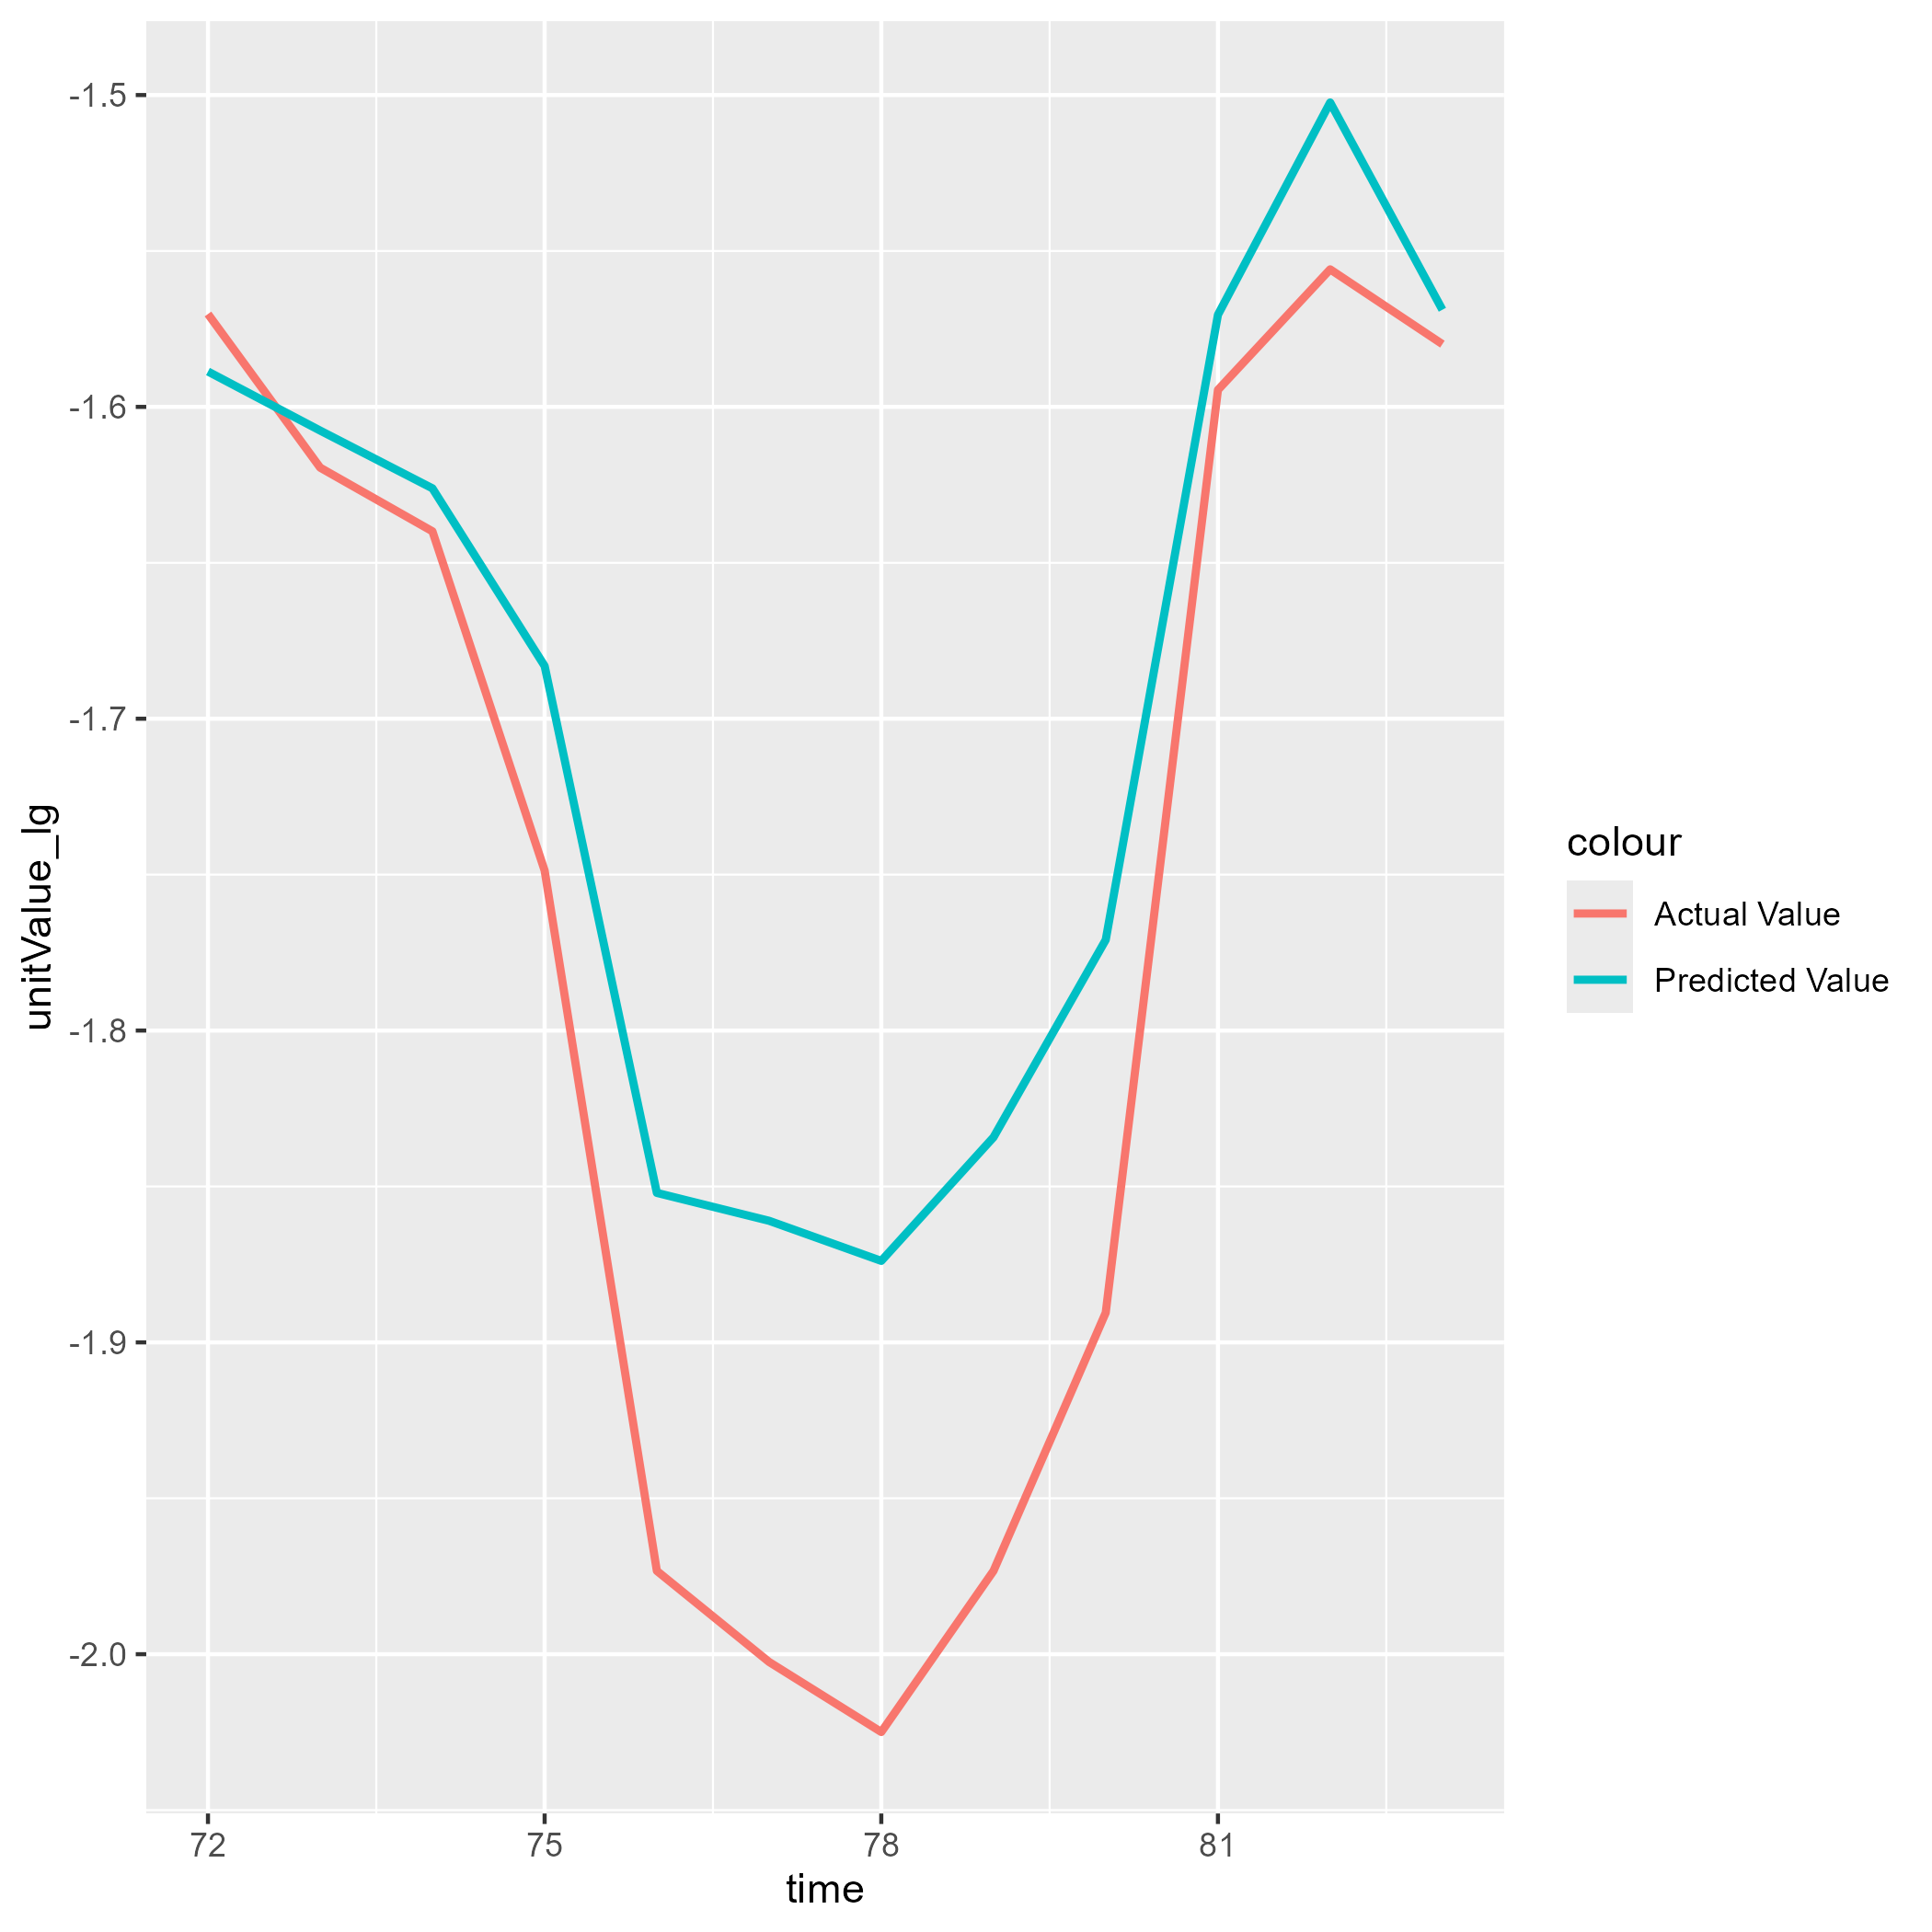 -1.5
-1.6
-1.7
-1.8
-1.9
-2.0
unitValue_lg
72 75 78 81
time
colour
Actual Value
Predicted Value